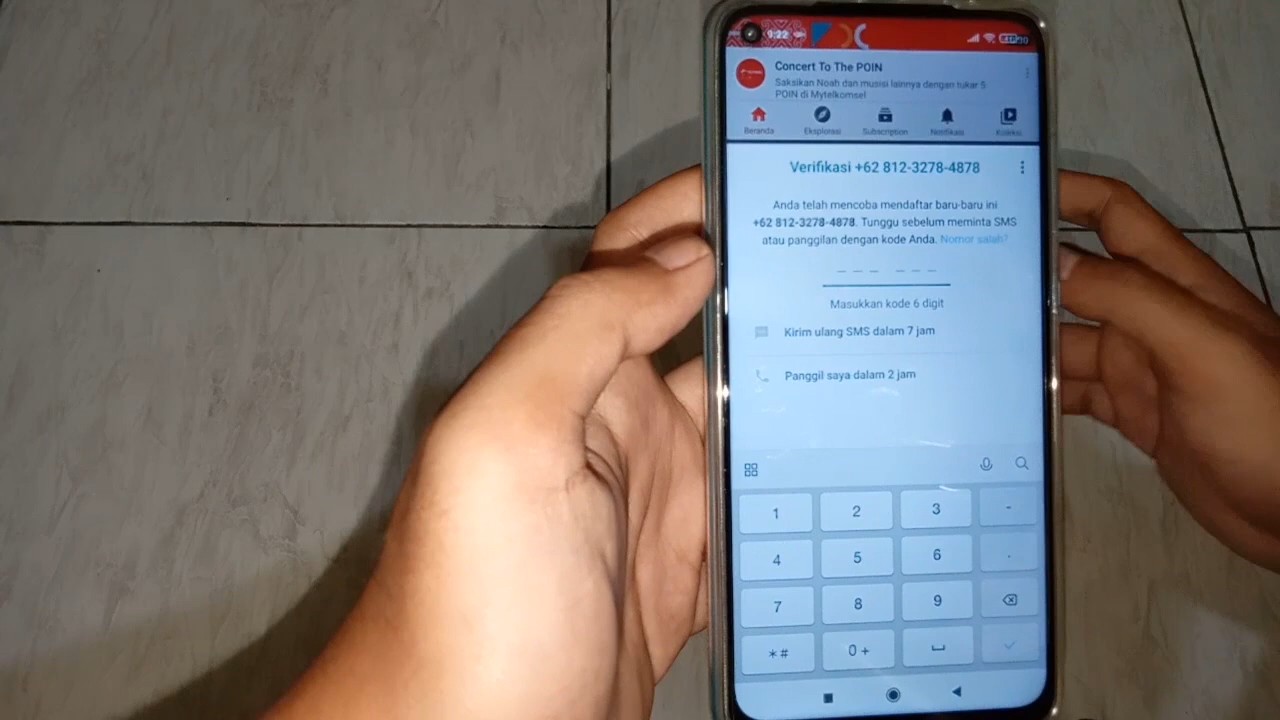 9:22
Concert To The POIN
Saksikan Noah dan musisi lainnya dengan tukar 5
POIN di Mytelkomsel
Beranda
Eksplorasi
Subscription
Notifikasi
Koleksi
Verifikasi +62 812-3278-4878
Anda telah mencoba mendaftar baru-baru ini
+62 812-3278-4878. Tunggu sebelum meminta SMS
atau panggilan dengan kode Anda. Nomor salah?
Masukkan kode 6 digit
Kirim ulang SMS dalam 7 jam
Panggil saya dalam 2 jam
1 2 3 -
4 5 6 .
7 8 9
*# 0 +